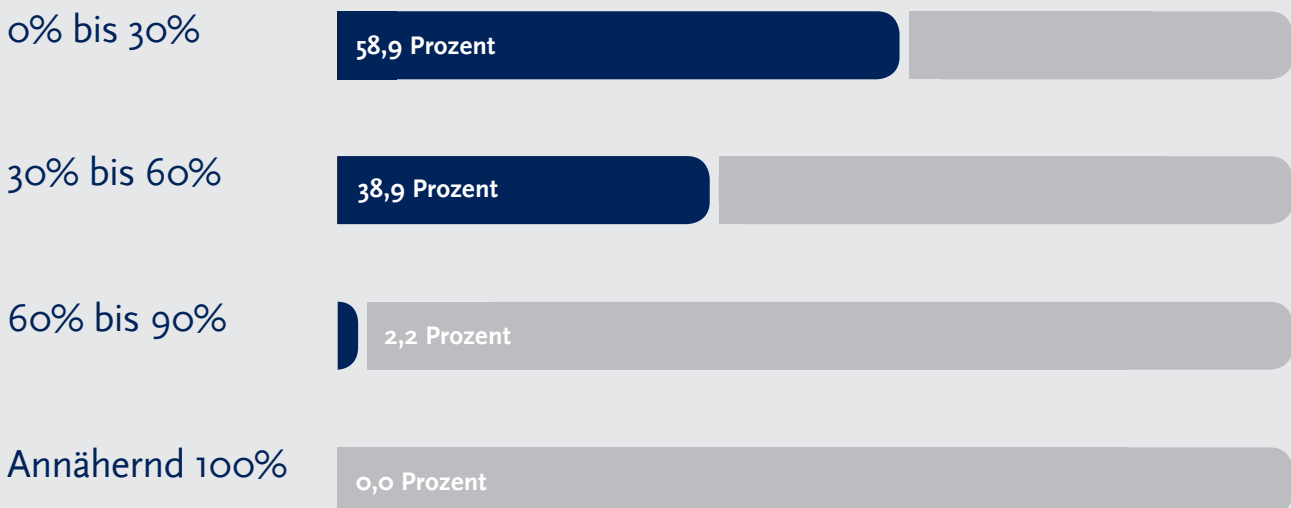 0% bis 30%
58,9 Prozent
30% bis 60%
38,9 Prozent
60% bis 90%
2,2 Prozent
Annähernd 100%
0,0 Prozent